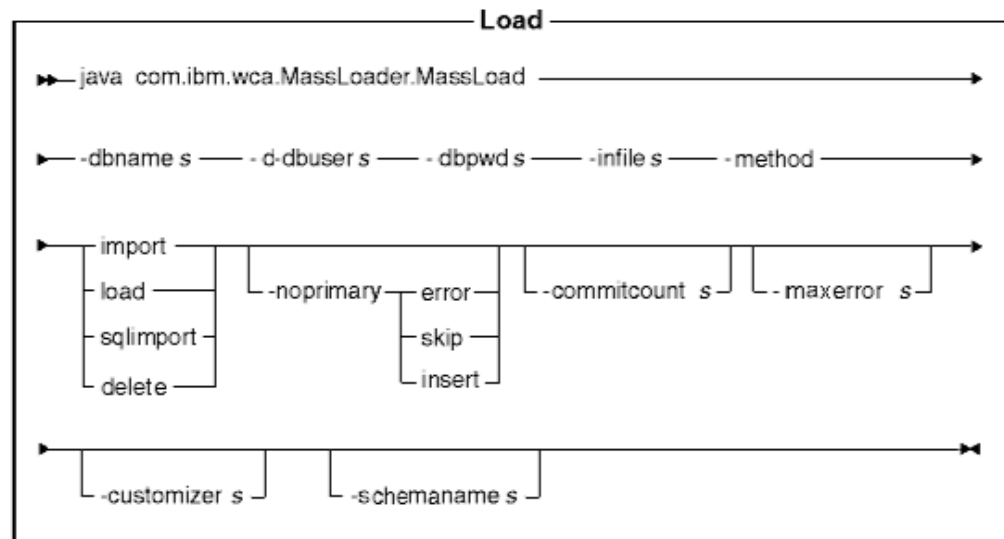 Load
java com.ibm.wca.MassLoader.MassLoad
-dbname s - d-dbuser s - dbpwd s -infile s -method
import
load -noprimary error -commitcount s -maxerror s
sqlimport skip
delete insert
-customizer s -schemaname s